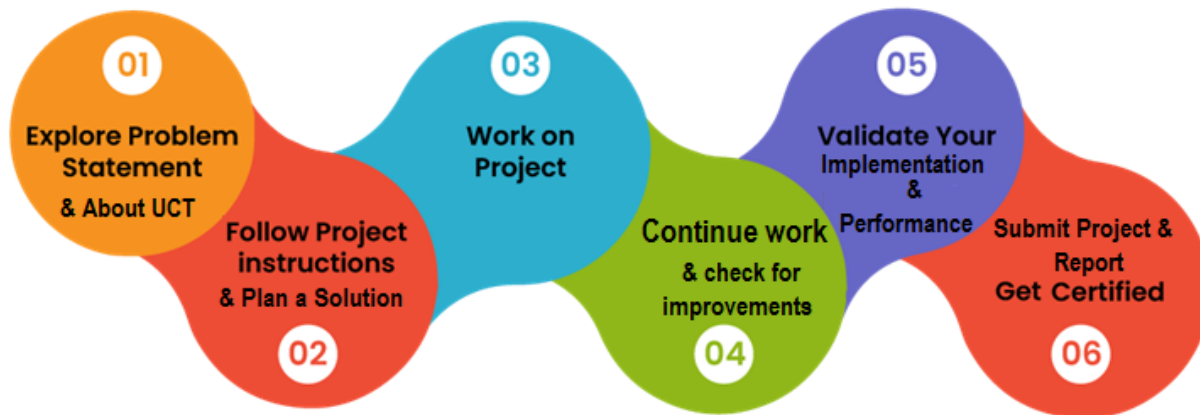 01
Explore Problem
Statement
& About UCT
Follow Project
instructions
& Plan a Solution
02
03
Work on
Project
Continue work
& check for
improvements
04
05
Validate Your
Implementation
&
Performance
Submit Project &
Report
Get Certified
06